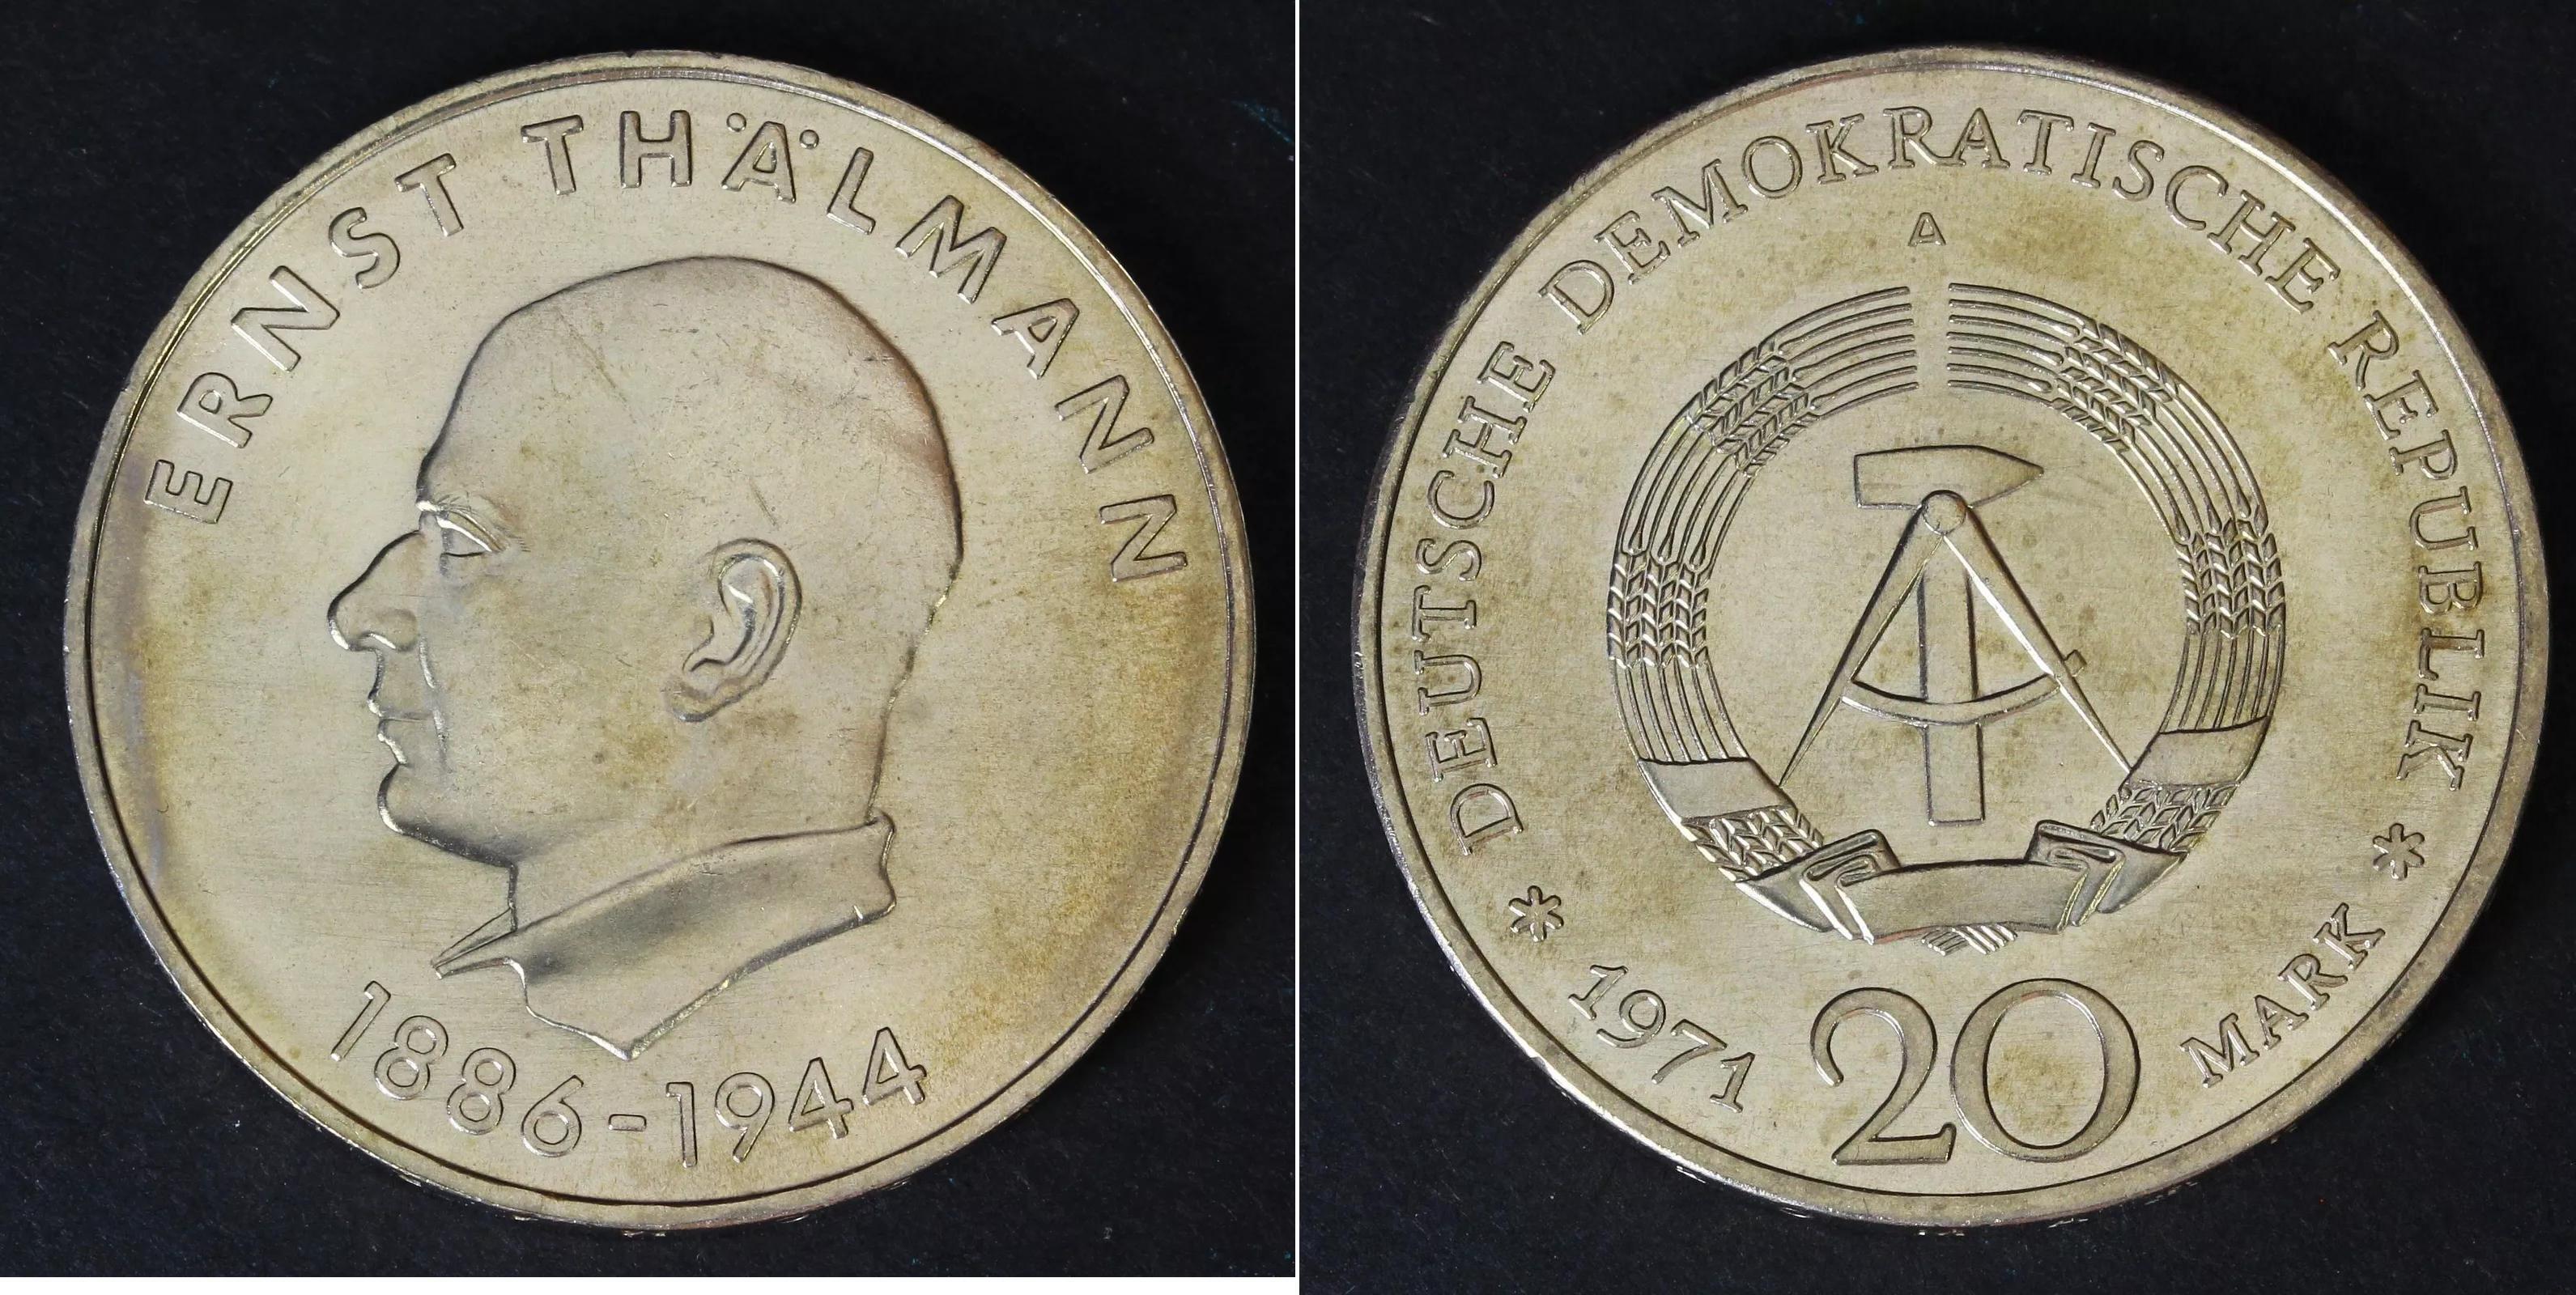 ERNST THÄLMANN
1886-1944
DEUTSCHE DEMOKRATISCHE REPUBLIK
A
* 1971 20 MARK *